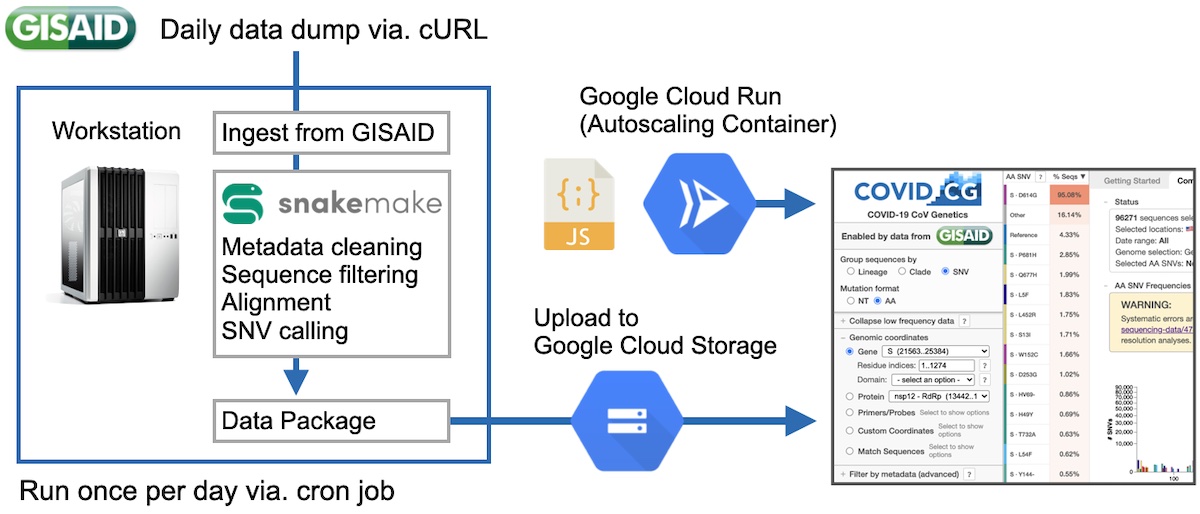 GISAID
Daily data dump via. cURL
Workstation
Ingest from GISAID
snakemake
Metadata cleaning
Sequence filtering
Alignment
SNV calling
Data Package
Run once per day via. cron job
Google Cloud Run
(Autoscaling Container)
{;}
JS
Upload to
Google Cloud Storage
COVID CG
COVID-19 CoV Genetics
Enabled by data from GISAID
Group sequences by
Lineage Clade SNV
Mutation format
NT AA
+ Collapse low frequency data ?
− Genomic coordinates
Gene S (21563..25384)
Residue indices: 1..1274 ?
Domain: - select an option - ?
Protein nsp12 - RdRp (13442..1
Primers/Probes Select to show options
Custom Coordinates Select to show
options
Match Sequences Select to show
options
+ Filter by metadata (advanced) ?
AA SNV ? % Seqs ▼
S - D614G 95.08%
Other 16.14%
Reference 4.33%
S - P681H 2.85%
S - Q677H 1.99%
S - L5F 1.83%
S - L452R 1.75%
S - S13I 1.71%
S - W152C 1.66%
S - D253G 1.02%
S - HV69- 0.86%
S - H49Y 0.69%
S - T732A 0.63%
S - L54F 0.62%
S - Y144- 0.55%
Getting Started Com
− Status
96271 sequences selec
Selected locations:
Date range: All
Genome selection: Ge
Selected AA SNVs: No
− AA SNV Frequencies
WARNING:
Systematic errors ar
sequencing-data/47
resolution analyses.
# SNVs
90,000
80,000
70,000
60,000
50,000
40,000
30,000
20,000
10,000
0
100